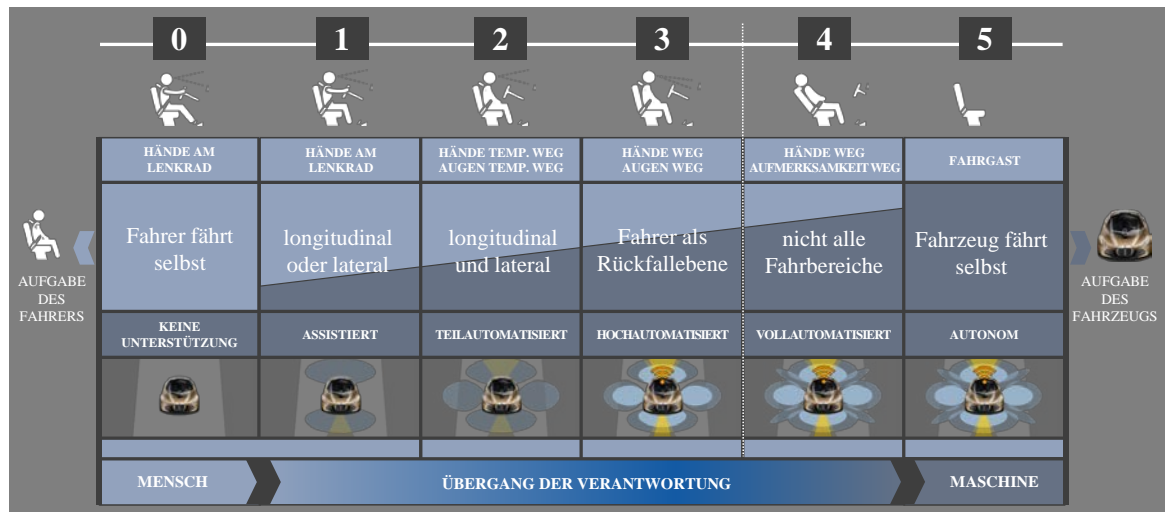 0 1 2 3 4 5
HÄNDE AM
LENKRAD
HÄNDE AM
LENKRAD
HÄNDE TEMP. WEG
AUGEN TEMP. WEG
HÄNDE WEG
AUGEN WEG
HÄNDE WEG
AUFMERKSAMKEIT WEG
FAHRGAST
AUFGABE
DES
FAHRERS
Fahrer fährt
selbst
longitudinal
oder lateral
longitudinal
und lateral
Fahrer als
Rückfallebene
nicht alle
Fahrbereiche
Fahrzeug fährt
selbst
AUFGABE
DES
FAHRZEUGS
KEINE
UNTERSTÜTZUNG
ASSISTIERT
TEILAUTOMATISIERT
HOCHAUTOMATISIERT
VOLLAUTOMATISIERT
AUTONOM
MENSCH
ÜBERGANG DER VERANTWORTUNG
MASCHINE